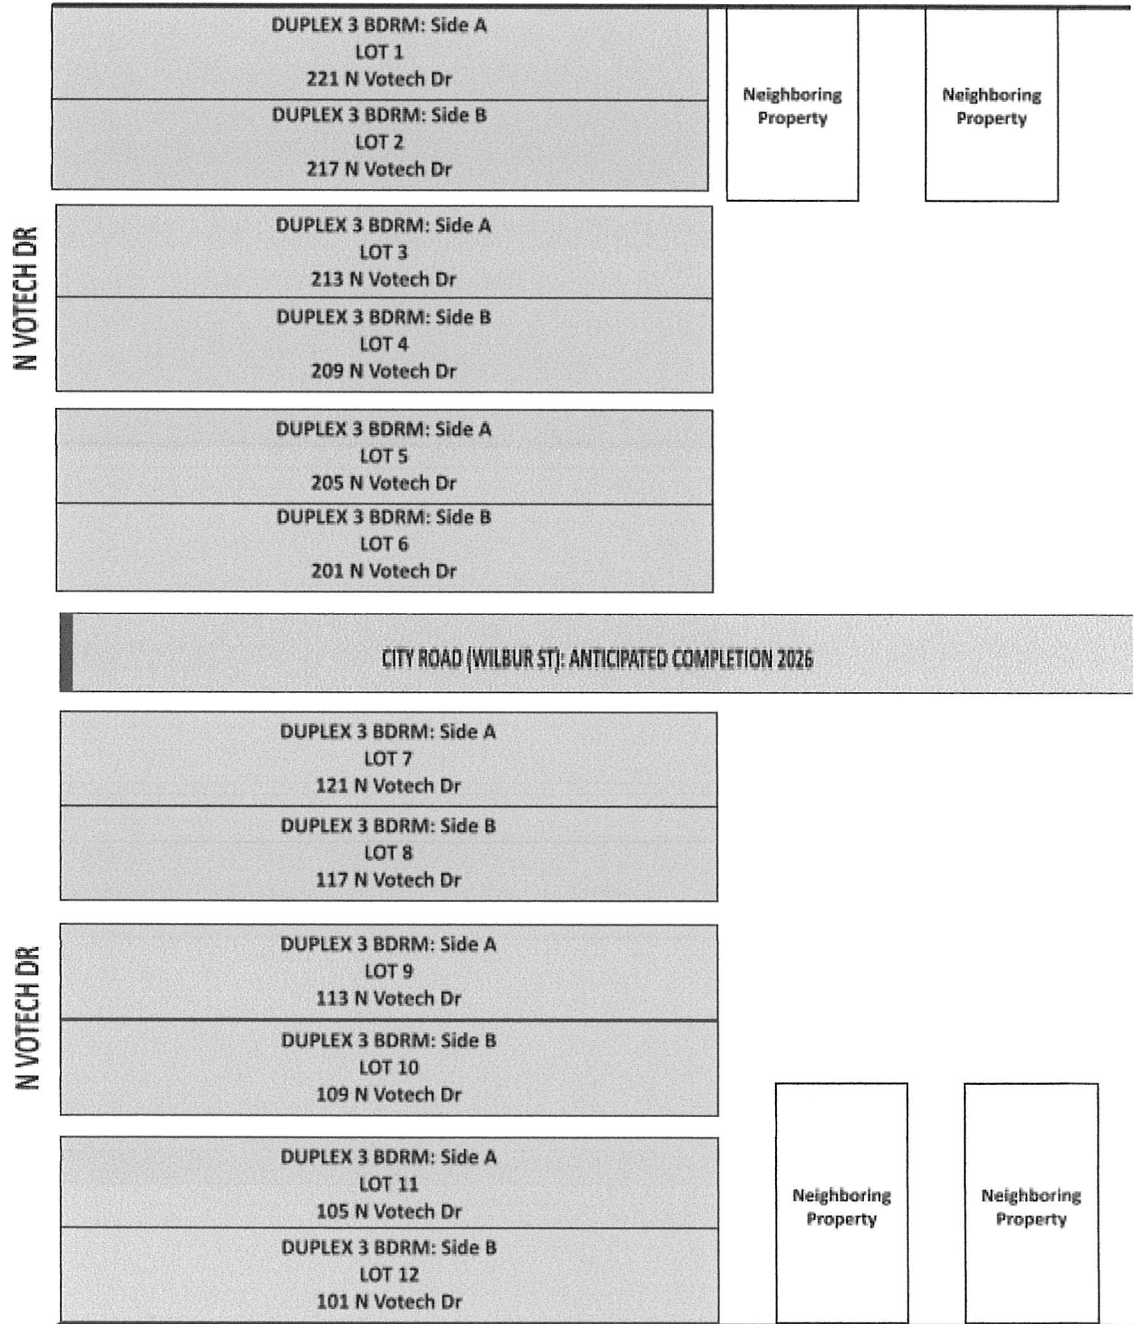 DUPLEX 3 BDRM: Side A
LOT 1
221 N Votech Dr
DUPLEX 3 BDRM: Side B
LOT 2
217 N Votech Dr
Neighboring
Property
Neighboring
Property
N VOTECH DR
DUPLEX 3 BDRM: Side A
LOT 3
213 N Votech Dr
DUPLEX 3 BDRM: Side B
LOT 4
209 N Votech Dr
DUPLEX 3 BDRM: Side A
LOT 5
205 N Votech Dr
DUPLEX 3 BDRM: Side B
LOT 6
201 N Votech Dr
CITY ROAD (WILBUR ST): ANTICIPATED COMPLETION 2026
DUPLEX 3 BDRM: Side A
LOT 7
121 N Votech Dr
DUPLEX 3 BDRM: Side B
LOT 8
117 N Votech Dr
N VOTECH DR
DUPLEX 3 BDRM: Side A
LOT 9
113 N Votech Dr
DUPLEX 3 BDRM: Side B
LOT 10
109 N Votech Dr
DUPLEX 3 BDRM: Side A
LOT 11
105 N Votech Dr
DUPLEX 3 BDRM: Side B
LOT 12
101 N Votech Dr
Neighboring
Property
Neighboring
Property